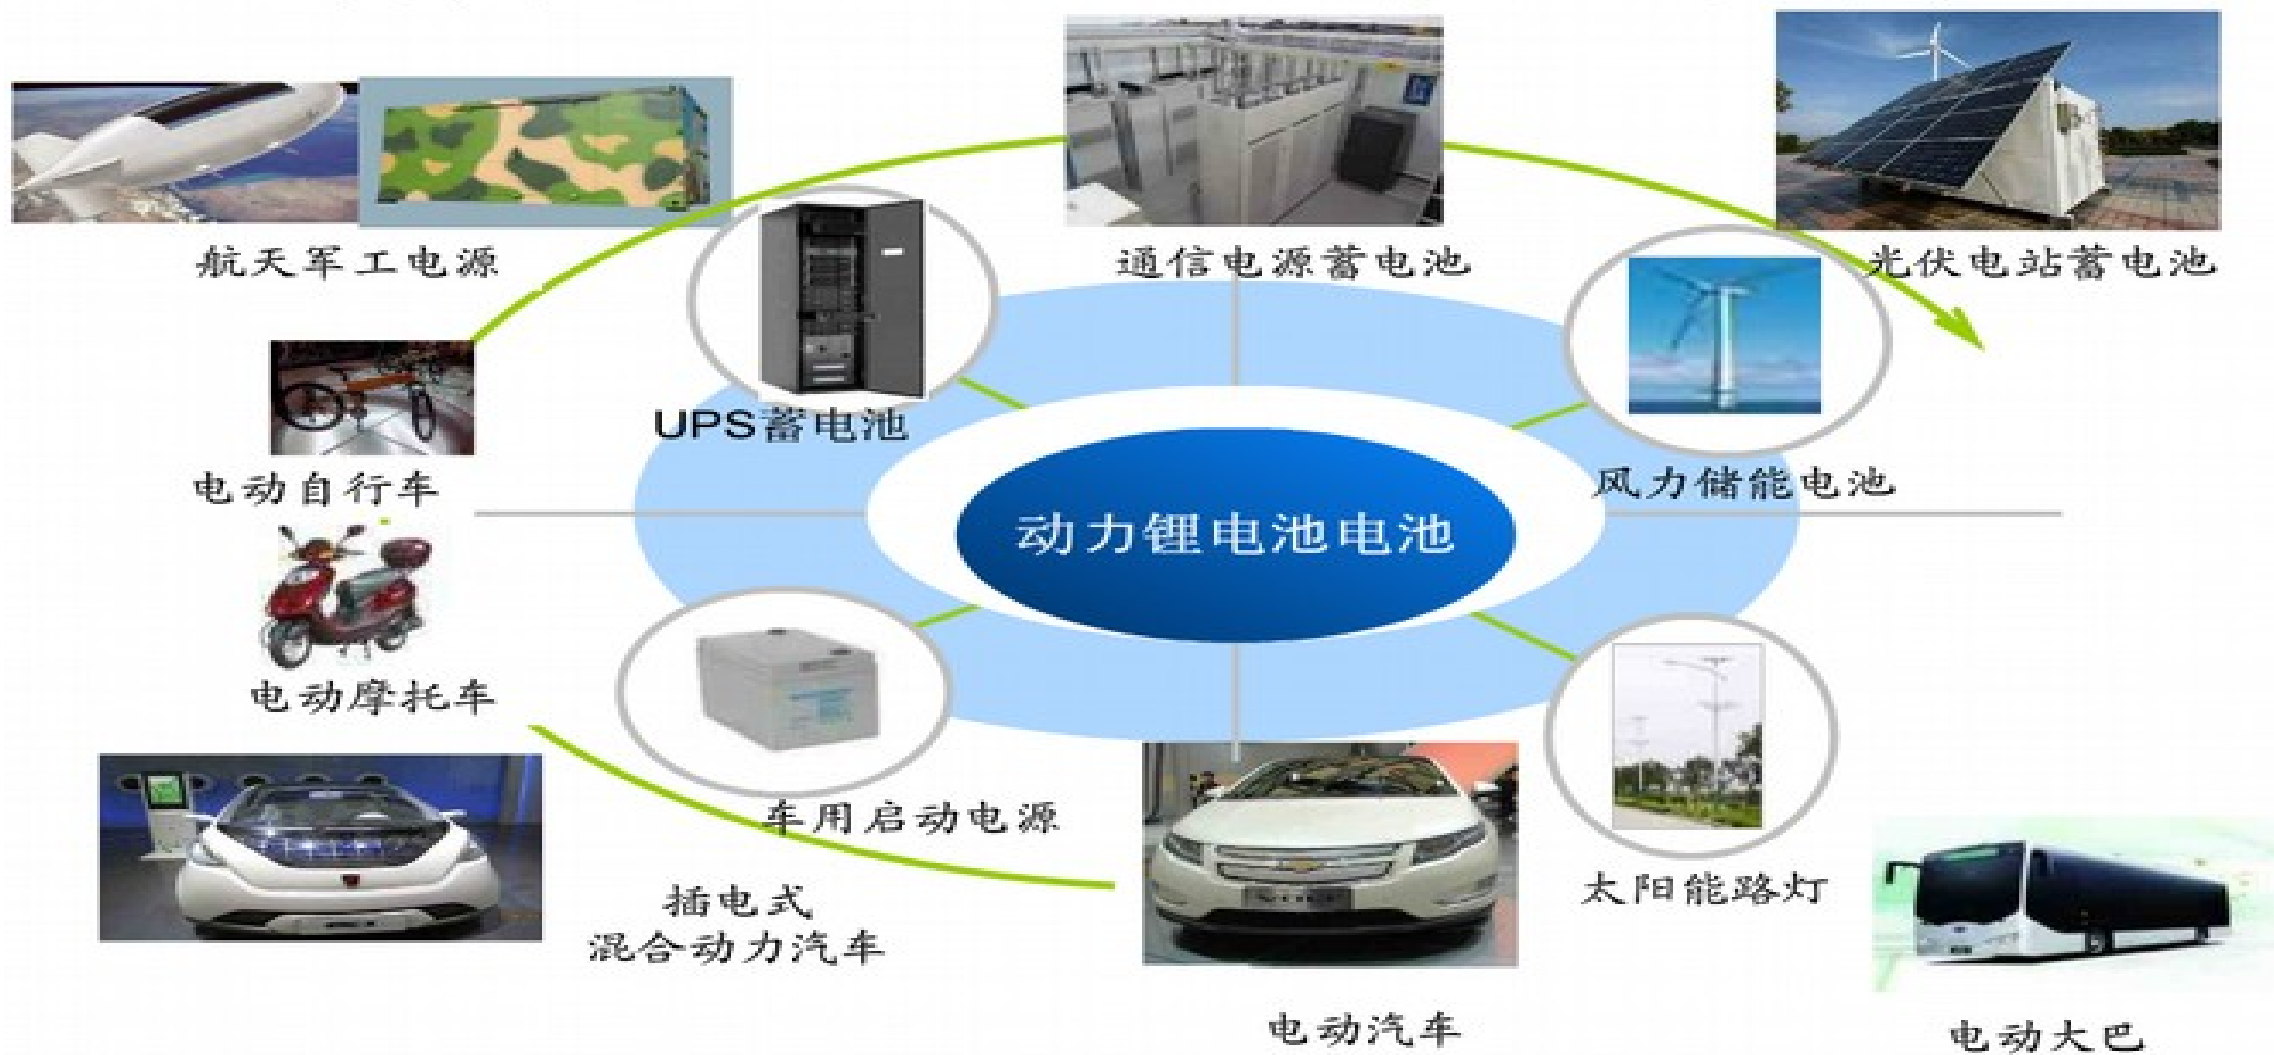 航天军工电源
通信电源蓄电池
光伏电站蓄电池
UPS蓄电池
电动自行车
风力储能电池
动力锂电池电池
电动摩托车
车用启动电源
太阳能路灯
插电式
混合动力汽车
电动汽车
电动大巴